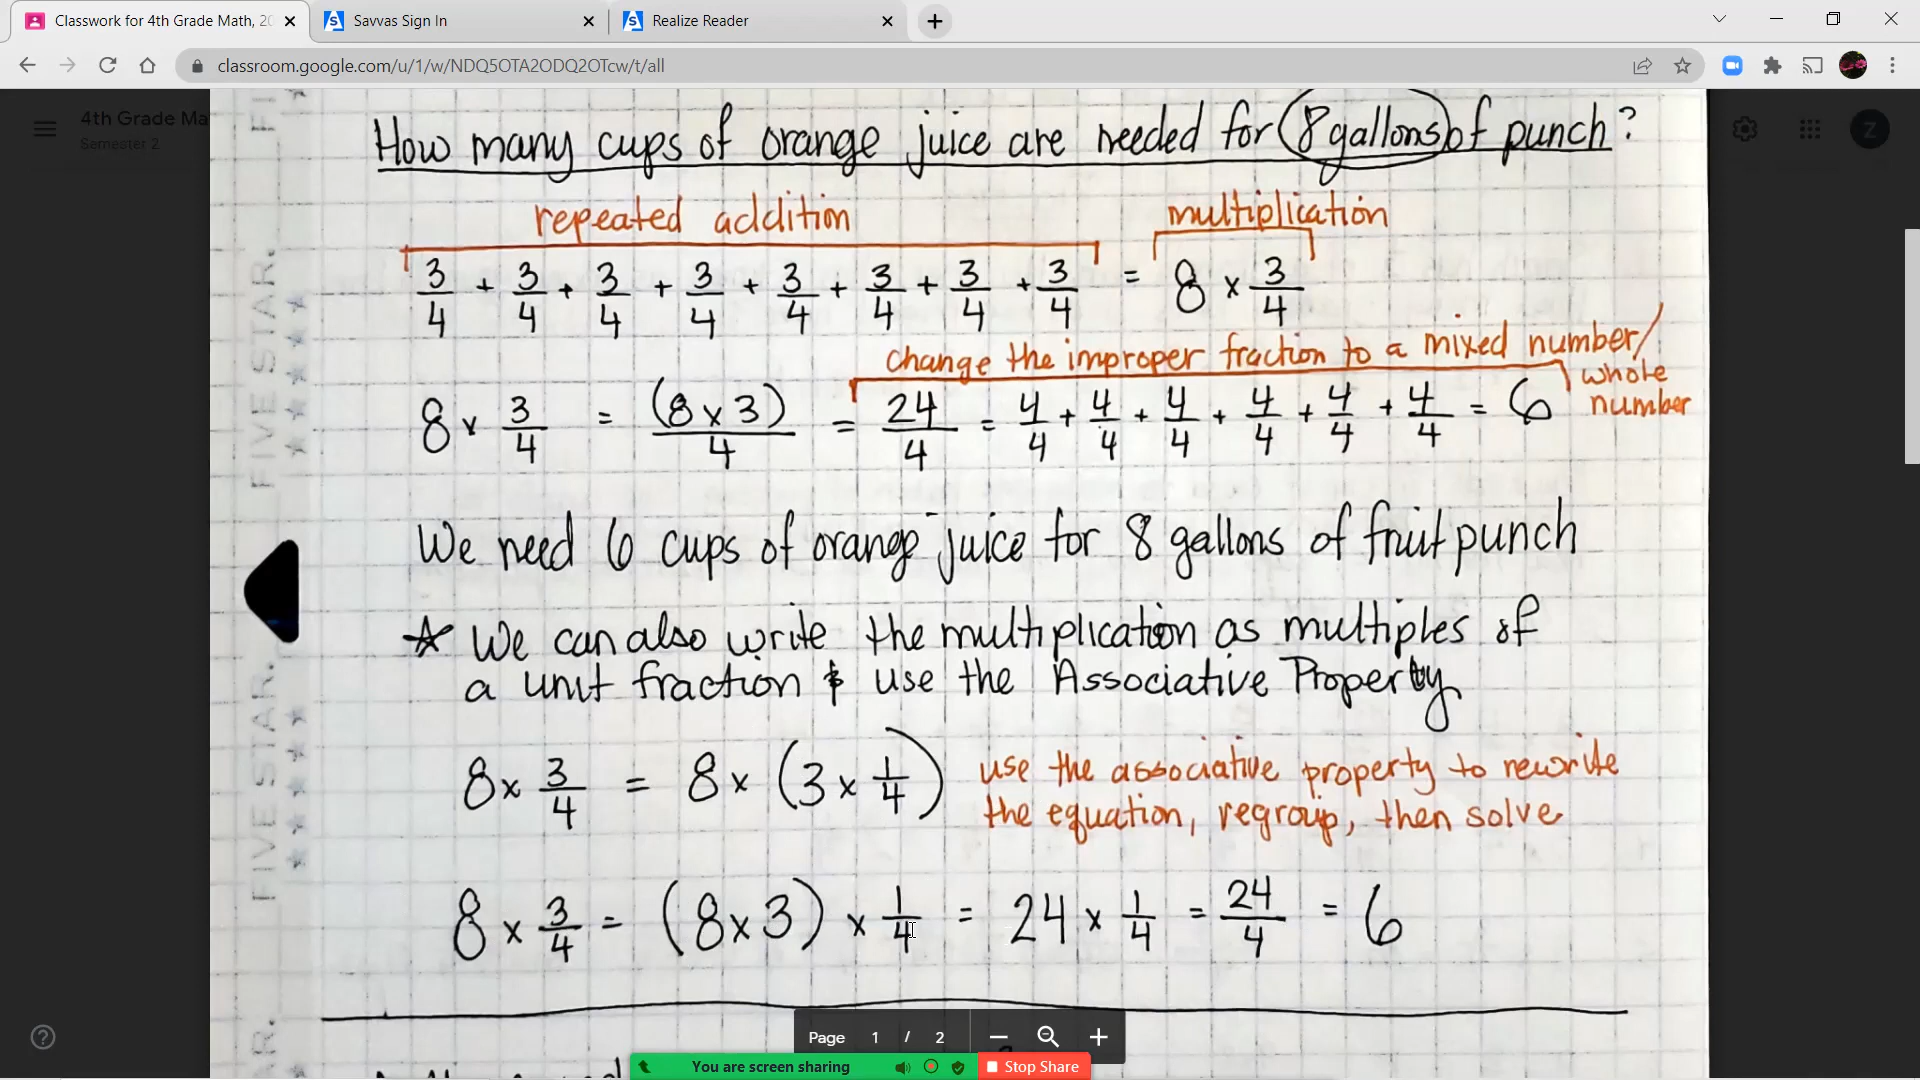 Classwork for 4th Grade Math, 20
Savvas Sign In
Realize Reader
classroom.google.com/u/1/w/NDQ5OTA2ODQ2OTcw/t/all
4th Grade Ma
Semester 2
Z
How many cups of orange juice are needed for 8 gallons of punch?
repeated addition multiplication
3/4 + 3/4 + 3/4 + 3/4 + 3/4 + 3/4 + 3/4 + 3/4 = 8 × 3/4
change the improper fraction to a mixed number/
whole
number
8 × 3/4 = (8 × 3)/4 = 24/4 = 4/4 + 4/4 + 4/4 + 4/4 + 4/4 + 4/4 = 6
We need 6 cups of orange juice for 8 gallons of fruit punch
☆ We can also write the multiplication as multiples of
a unit fraction & use the Associative Property
8 × 3/4 = 8 × (3 × 1/4)
use the associative property to rewrite
the equation, regroup, then solve
8 × 3/4 = (8 × 3) × 1/4 = 24 × 1/4 = 24/4 = 6
FIVE STAR.
FIVE STAR.
Page 1 / 2
You are screen sharing
Stop Share